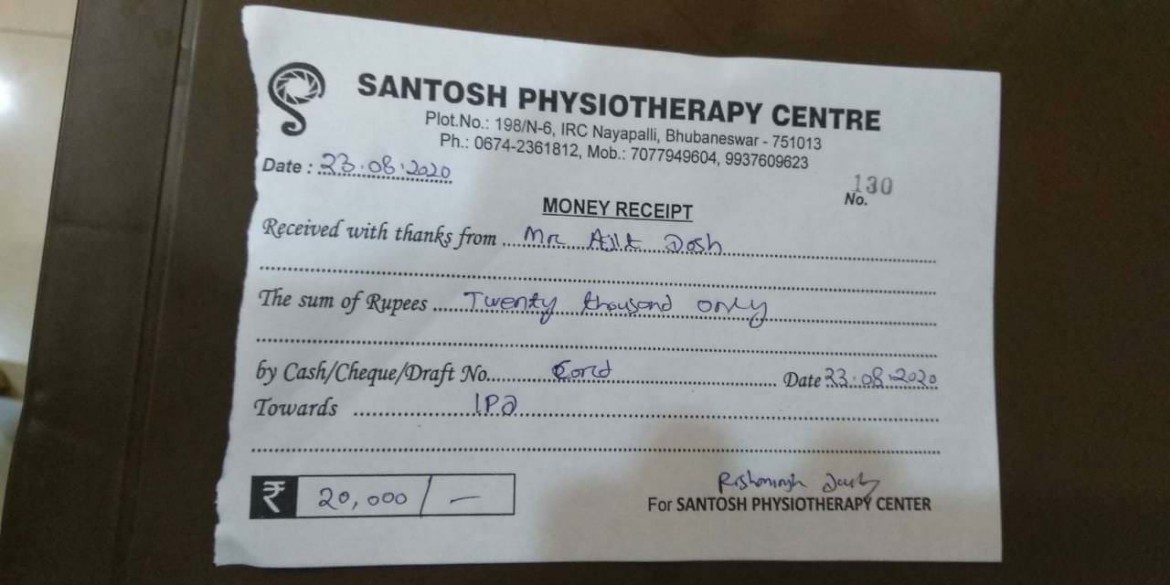 SANTOSH PHYSIOTHERAPY CENTRE
Plot.No.: 198/N-6, IRC Nayapalli, Bhubaneswar - 751013
Ph.: 0674-2361812, Mob.: 7077949604, 9937609623
Date : 23.08.2020
130
No.
MONEY RECEIPT
Received with thanks from Mr Dash
The sum of Rupees Twenty thousand only
by Cash/Cheque/Draft No. Card Date 23.08.2020
Towards IPD
₹ 20,000/—
For SANTOSH PHYSIOTHERAPY CENTER